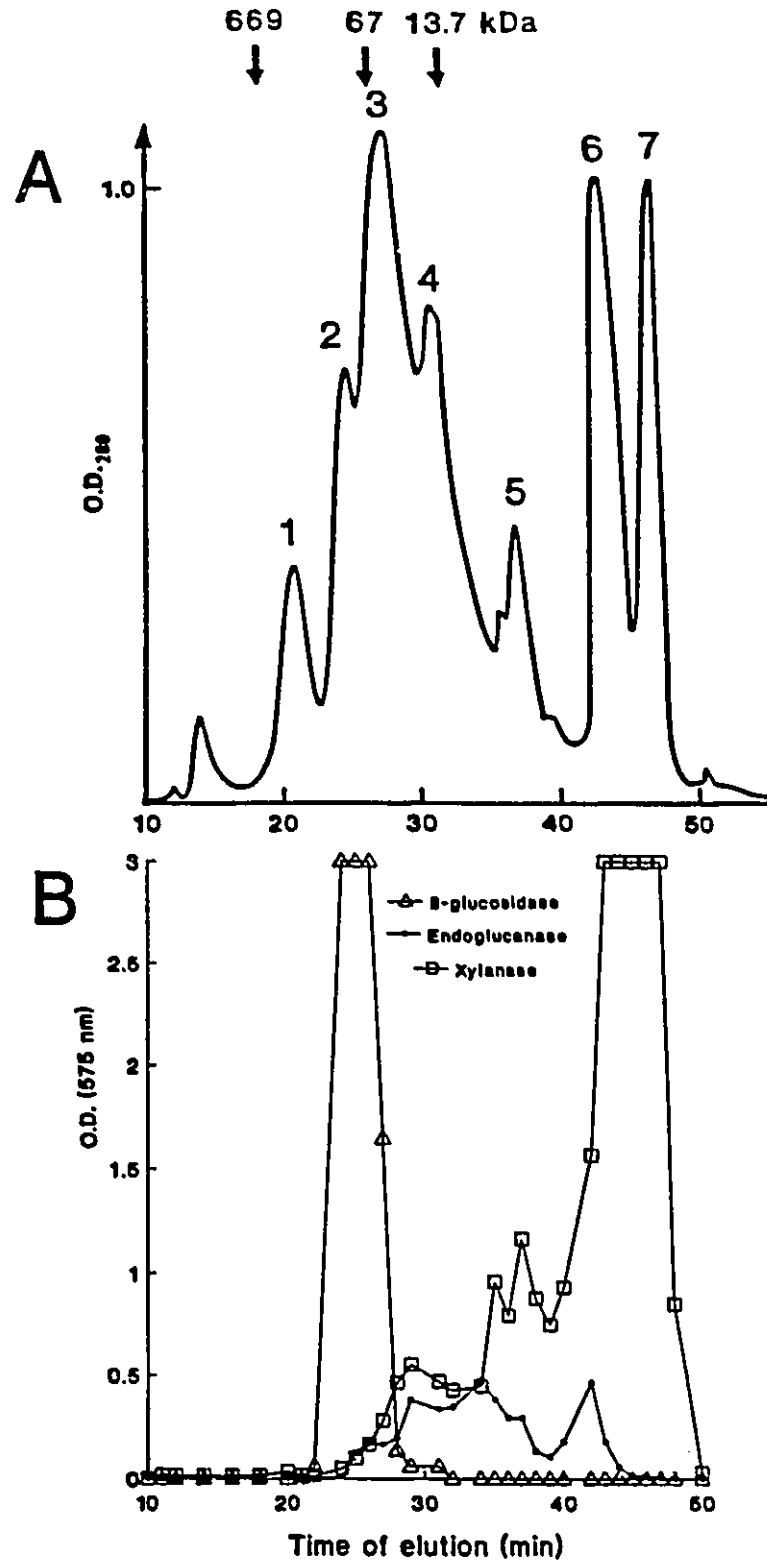 669 67 13.7 kDa
A
1.0
1
2
3
4
5
6
7
O.D.280
10 20 30 40 50
B
3
2.5
2
1.5
1
0.5
0
O.D. (575 nm)
B-glucosidase
Endoglucanase
Xylanase
10 20 30 40 50
Time of elution (min)